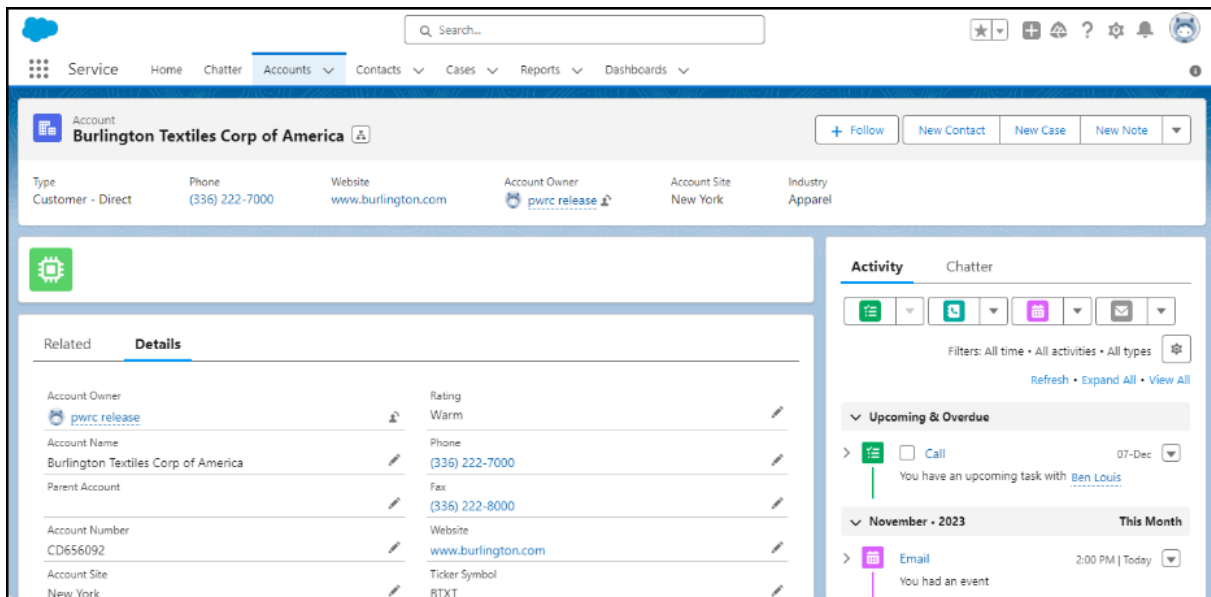 Search...
Service Home Chatter Accounts Contacts Cases Reports Dashboards
Account
Burlington Textiles Corp of America
+ Follow New Contact New Case New Note
Type Phone Website Account Owner Account Site Industry
Customer - Direct (336) 222-7000 www.burlington.com pwrc release New York Apparel
Related Details
Account Owner Rating
pwrc release Warm
Account Name Phone
Burlington Textiles Corp of America (336) 222-7000
Parent Account Fax
(336) 222-8000
Account Number Website
CD656092 www.burlington.com
Account Site Ticker Symbol
New York BTXT
Activity Chatter
Filters: All time • All activities • All types
Refresh • Expand All • View All
Upcoming & Overdue
Call 07-Dec
You have an upcoming task with Ben Louis
November • 2023 This Month
Email 2:00 PM | Today
You had an event